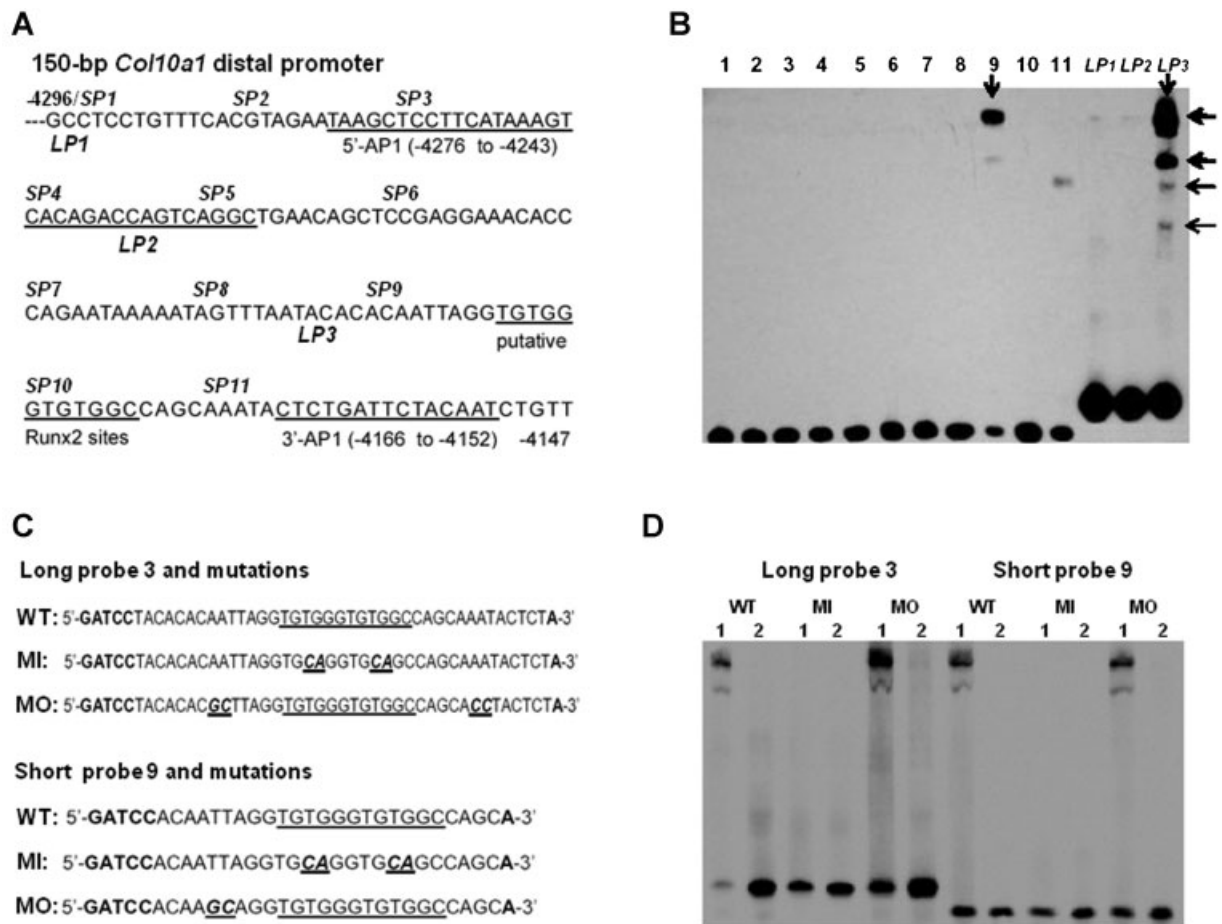 A
150-bp Col10a1 distal promoter
-4296/SP1 SP2 SP3
---GCCTCCTGTTTCACGTAGAATAAGCTCCTTCATAAAGT
LP1 5'-AP1 (-4276 to -4243)
SP4 SP5 SP6
CACAGACCAGTCAGGCTGAACAGCTCCGAGGAAACACC
LP2
SP7 SP8 SP9
CAGAATAAAAATAGTTTAATACACACAATTAGGTGTGG
LP3 putative
SP10 SP11
GTGTGGCCAGCAAATACTCTGATTCTACAATCTGTT
Runx2 sites 3'-AP1 (-4166 to -4152) -4147
B
1 2 3 4 5 6 7 8 9 10 11 LP1 LP2 LP3
C
Long probe 3 and mutations
WT: 5'-GATCCTACACACAATTAGGTGTGGGTGTGGCCAGCAAATACTCTA-3'
MI: 5'-GATCCTACACACAATTAGGTGCAGGTGCAGCCAGCAAATACTCTA-3'
MO: 5'-GATCCTACACACGCTTAGGTGTGGGTGTGGCCAGCACCTACTCTA-3'
Short probe 9 and mutations
WT: 5'-GATCCACAATTAGGTGTGGGTGTGGCCAGCA-3'
MI: 5'-GATCCACAATTAGGTGCAGGTGCAGCCAGCA-3'
MO: 5'-GATCCACAAGCAGGTGTGGGTGTGGCCAGCA-3'
D
Long probe 3 Short probe 9
WT MI MO WT MI MO
1 2 1 2 1 2 1 2 1 2 1 2